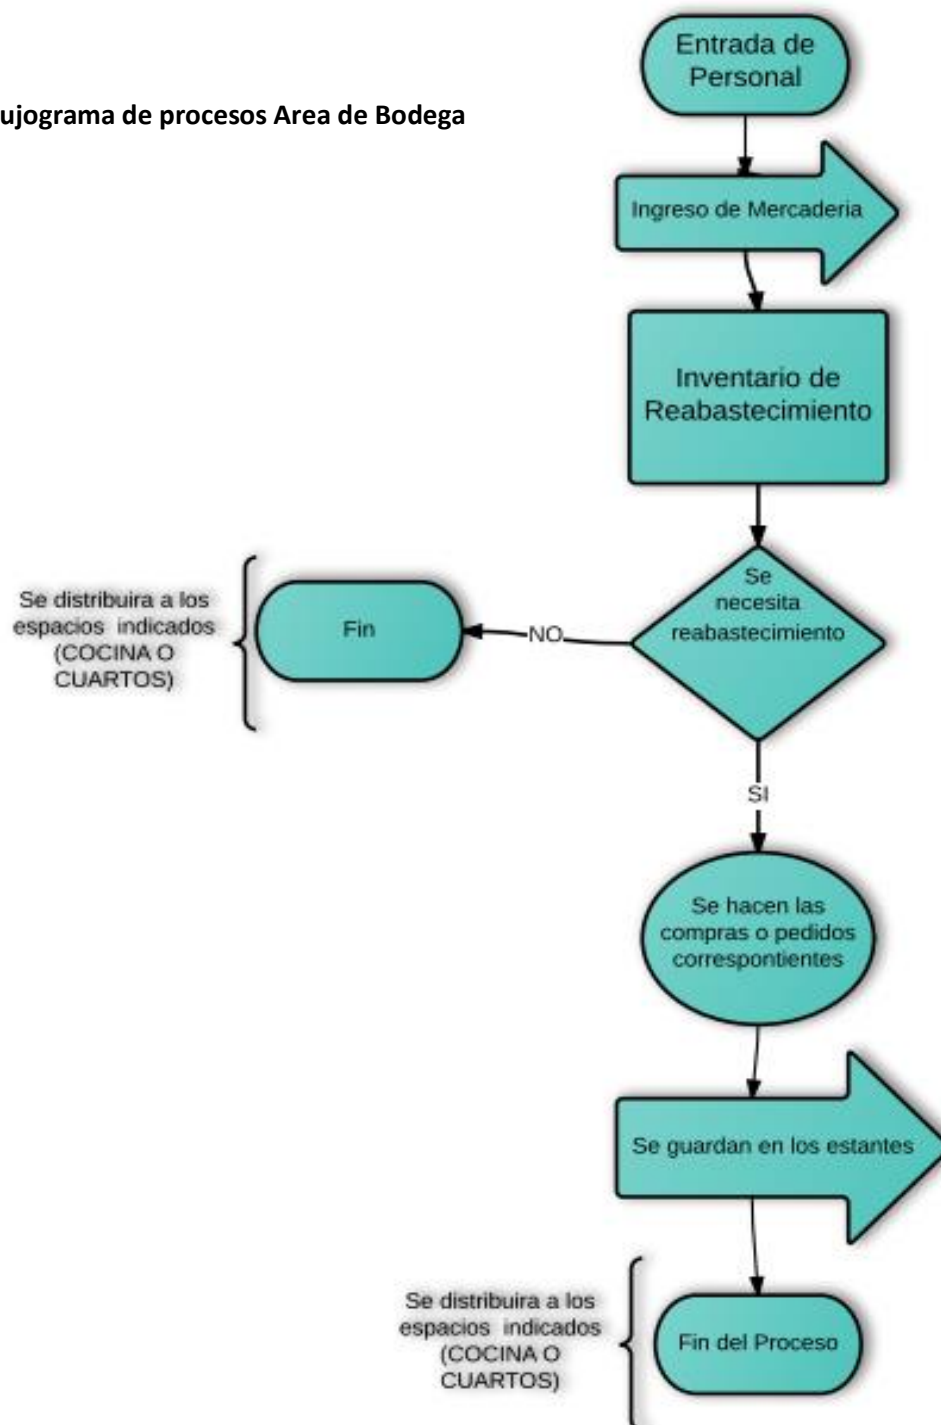 Entrada de
Personal
ujograma de procesos Area de Bodega
Ingreso de Mercaderia
Inventario de
Reabastecimiento
Se
necesita
reabastecimiento
Se distribuira a los
espacios indicados
(COCINA O
CUARTOS)
Fin
NO
SI
Se hacen las
compras o pedidos
correspontientes
Se guardan en los estantes
Se distribuira a los
espacios indicados
(COCINA O
CUARTOS)
Fin del Proceso